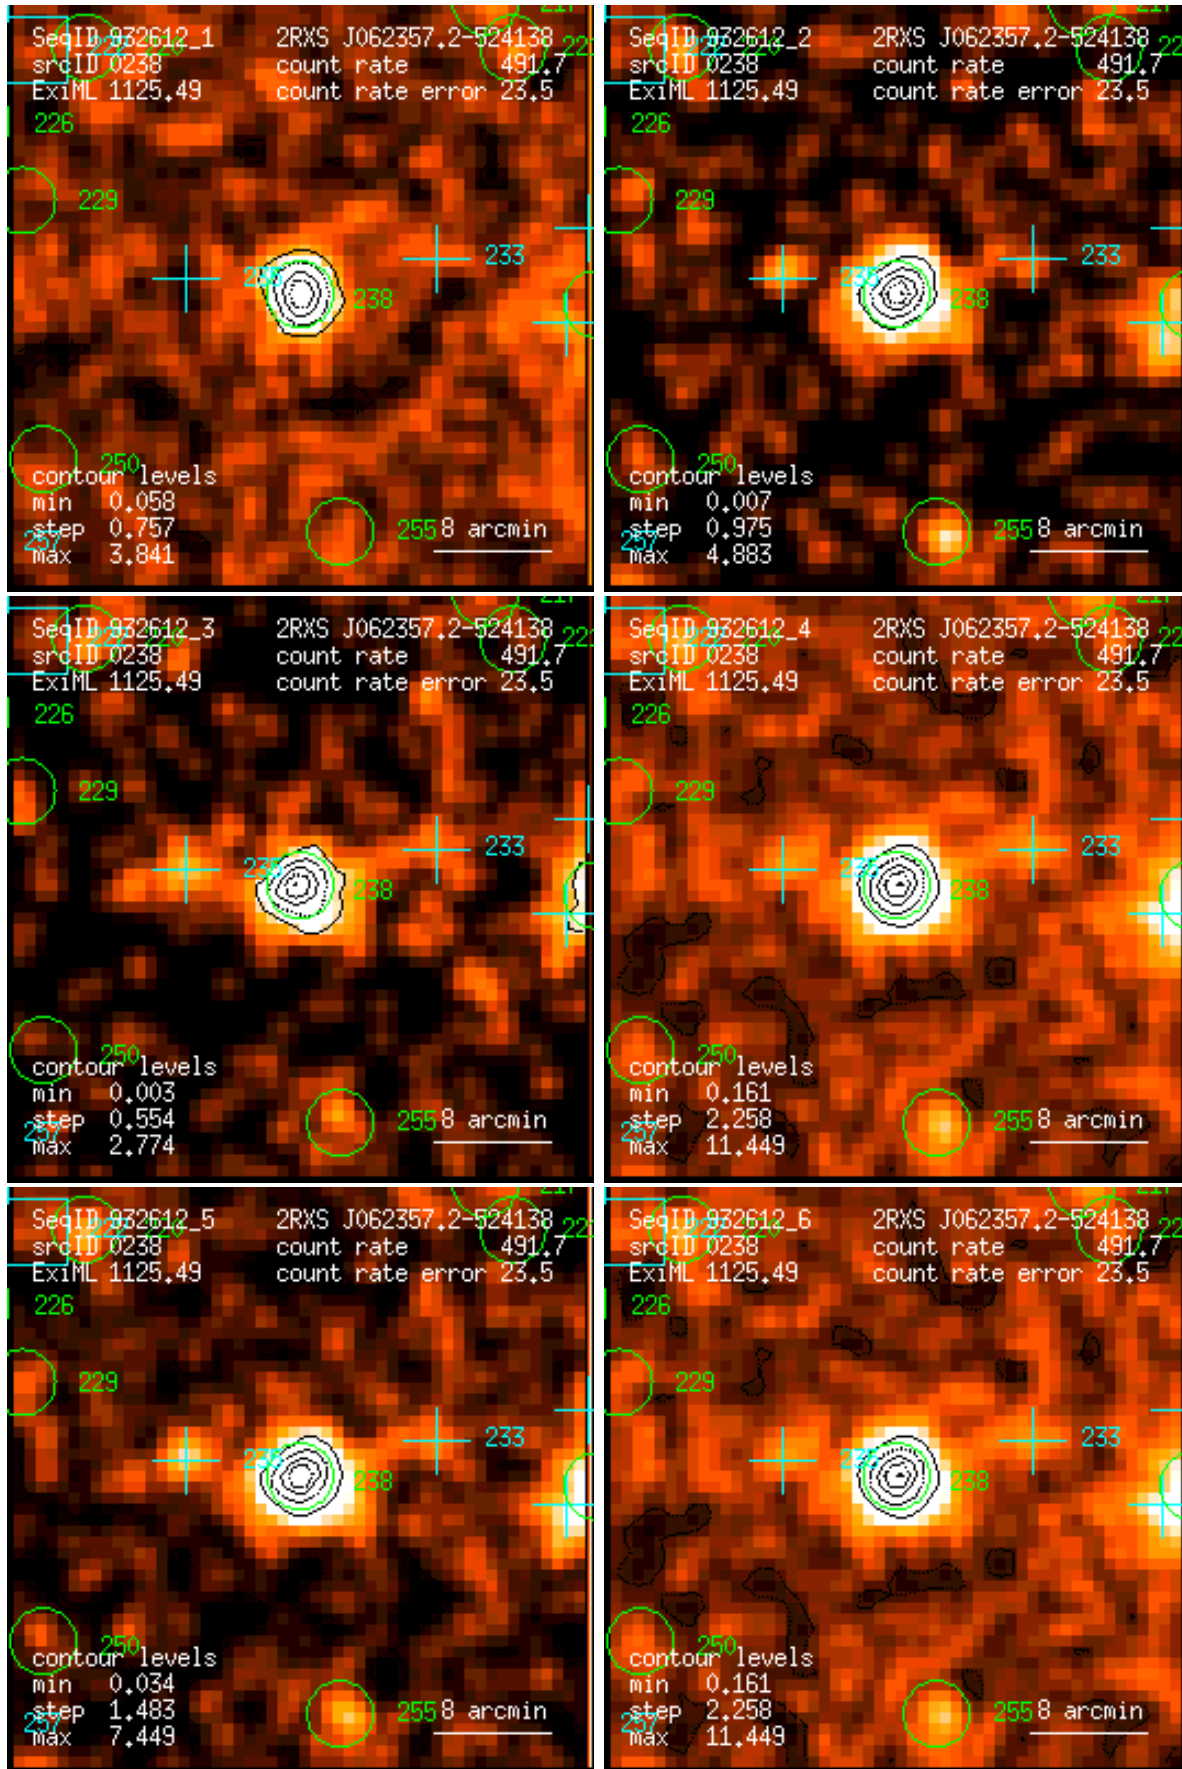 SeqID 932612_1 2RXS J062357.2-524138
srcID 0238 count rate 491.7
ExiML 1125.49 count rate error 23.5
226
229
233
235
238
250
contour levels
min 0.058
255 8 arcmin
step 0.757
257
max 3.841
SeqID 932612_2 2RXS J062357.2-524138
srcID 0238 count rate 491.7
ExiML 1125.49 count rate error 23.5
226
229
233
235
238
250
contour levels
min 0.007
255 8 arcmin
step 0.975
257
max 4.883
SeqID 932612_3 2RXS J062357.2-524138
srcID 0238 count rate 491.7
ExiML 1125.49 count rate error 23.5
226
229
233
235
238
250
contour levels
min 0.003
255 8 arcmin
step 0.554
257
max 2.774
SeqID 932612_4 2RXS J062357.2-524138
srcID 0238 count rate 491.7
ExiML 1125.49 count rate error 23.5
226
229
233
235
238
250
contour levels
min 0.161
255 8 arcmin
step 2.258
257
max 11.449
SeqID 932612_5 2RXS J062357.2-524138
srcID 0238 count rate 491.7
ExiML 1125.49 count rate error 23.5
226
229
233
235
238
250
contour levels
min 0.034
255 8 arcmin
step 1.483
257
max 7.449
SeqID 932612_6 2RXS J062357.2-524138
srcID 0238 count rate 491.7
ExiML 1125.49 count rate error 23.5
226
229
233
235
238
250
contour levels
min 0.161
255 8 arcmin
step 2.258
257
max 11.449